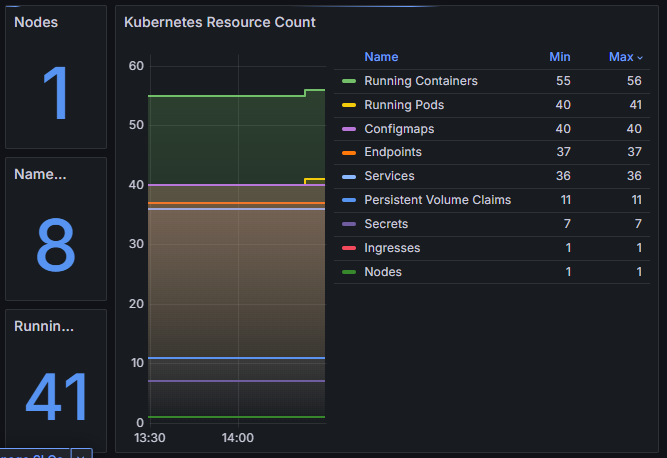 Nodes
1
Name...
8
Runnin...
41
Kubernetes Resource Count
60
50
40
30
20
10
0
13:30 14:00
Name Min Max
Running Containers 55 56
Running Pods 40 41
Configmaps 40 40
Endpoints 37 37
Services 36 36
Persistent Volume Claims 11 11
Secrets 7 7
Ingresses 1 1
Nodes 1 1